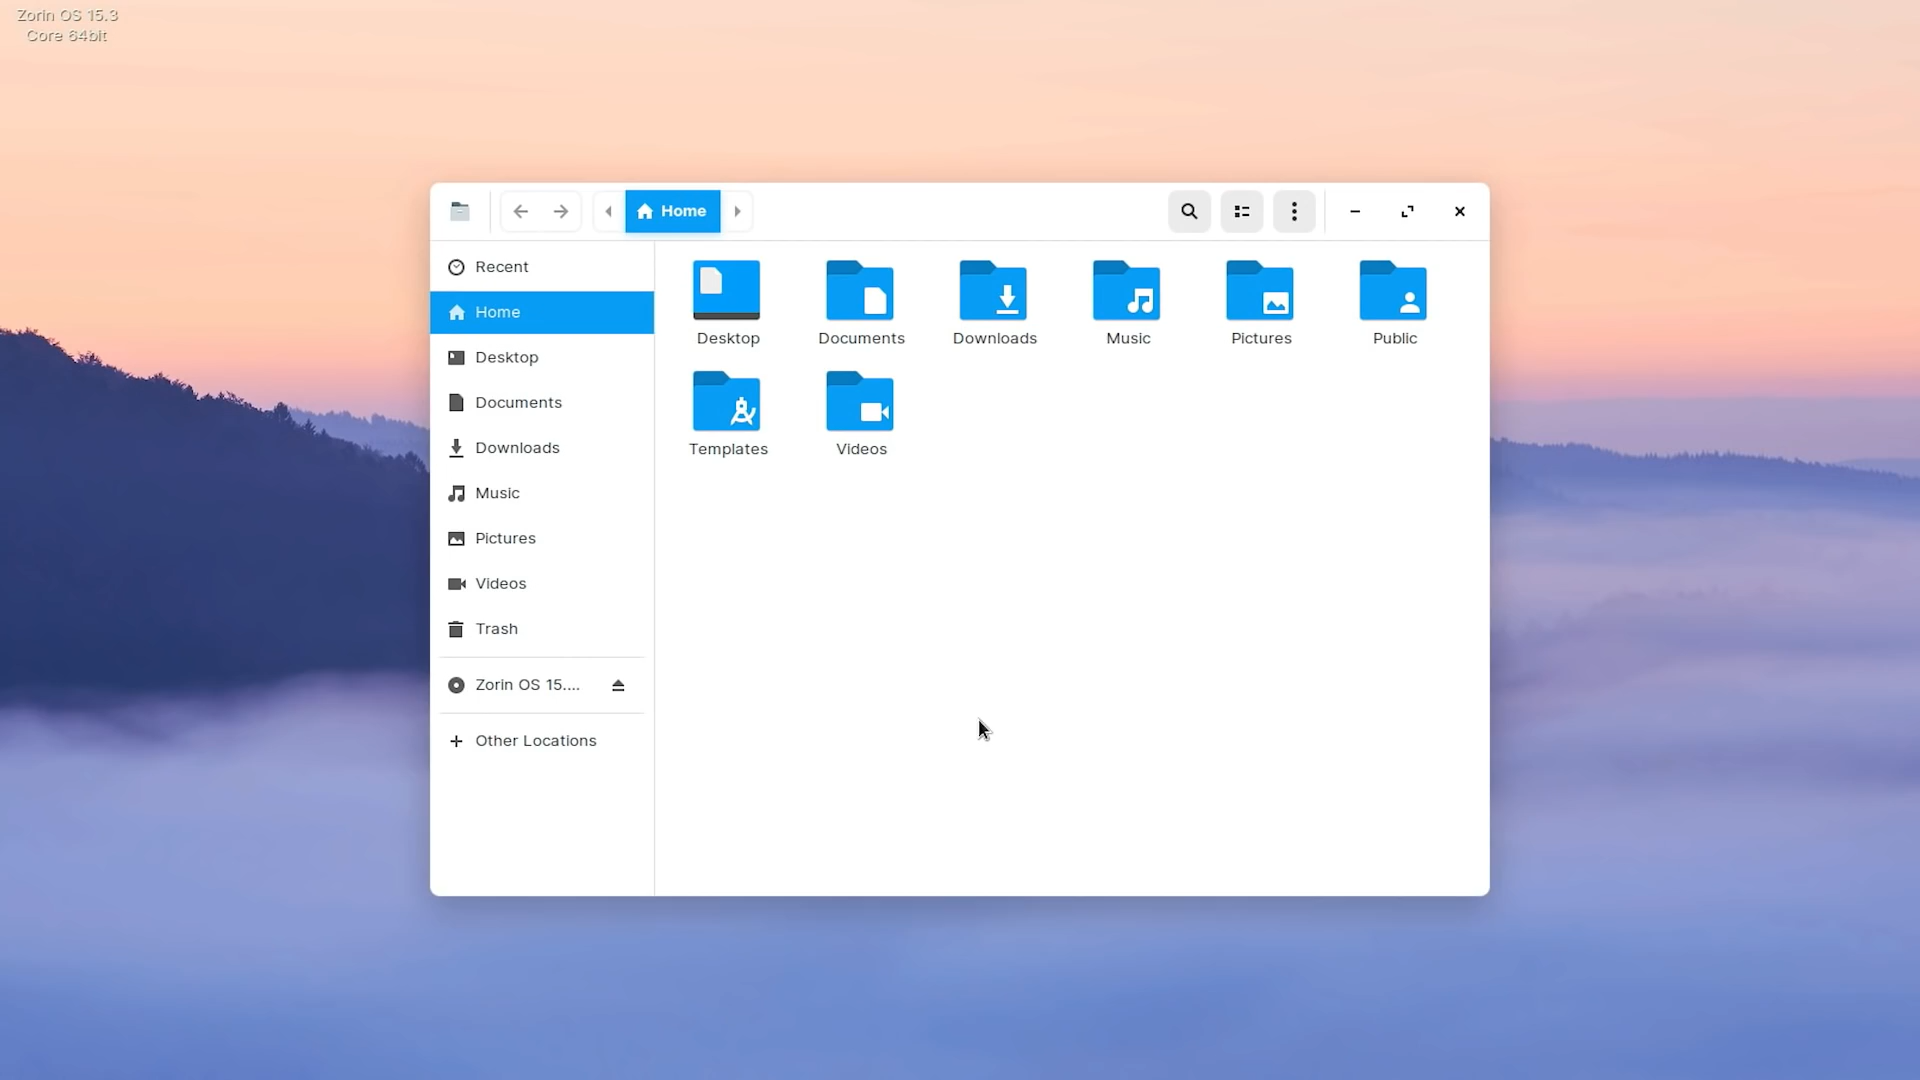 Zorin OS 15.3
Core 64bit
Home
Recent
Home
Desktop
Documents
Downloads
Music
Pictures
Videos
Trash
Zorin OS 15....
Other Locations
Desktop
Documents
Downloads
Music
Pictures
Public
Templates
Videos